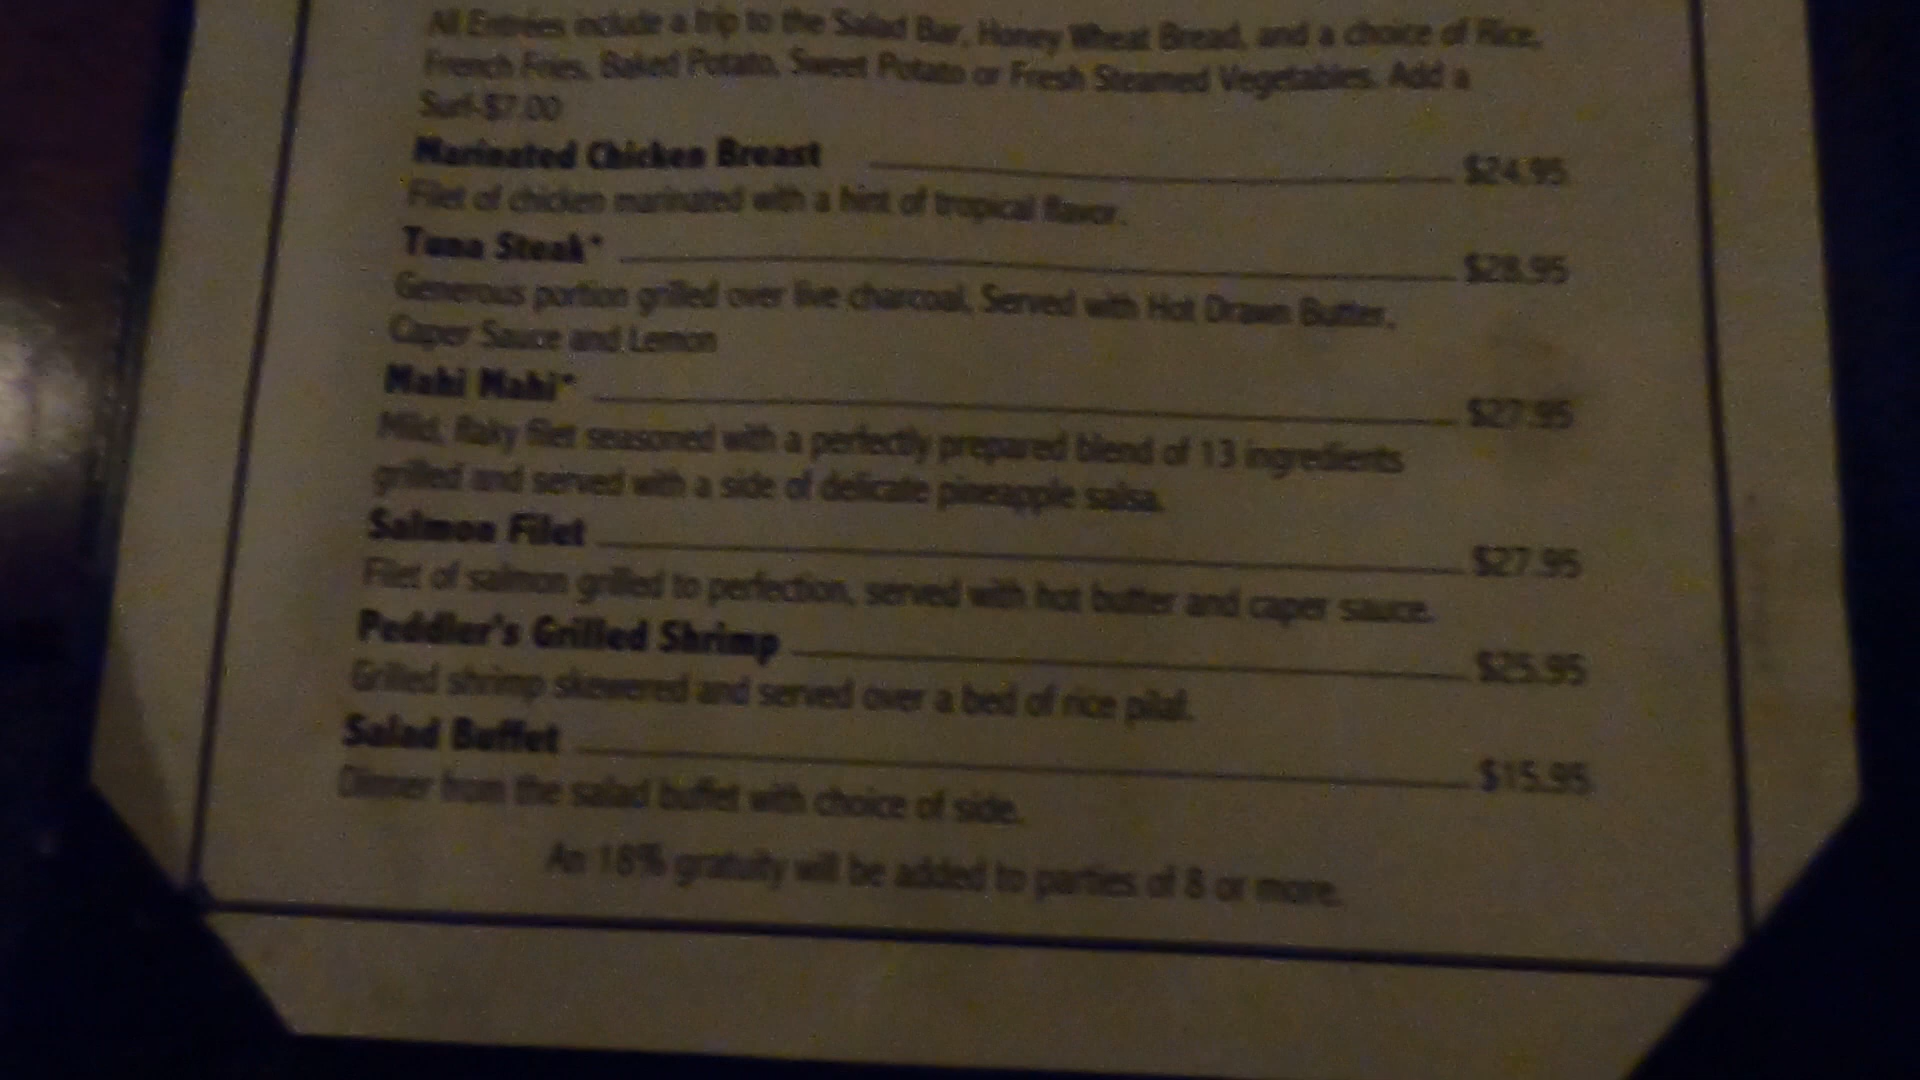 All Entrées include a trip to the Salad Bar, Honey Wheat Bread, and a choice of Rice,
French Fries, Baked Potato, Sweet Potato or Fresh Steamed Vegetables. Add a
Surf-$7.00
Marinated Chicken Breast $24.95
Filet of chicken marinated with a hint of tropical flavor.
Tuna Steak* $28.95
Generous portion grilled over live charcoal, Served with Hot Drawn Butter,
Caper Sauce and Lemon
Mahi Mahi* $27.95
Mild, flaky filet seasoned with a perfectly prepared blend of 13 ingredients
grilled and served with a side of delicate pineapple salsa.
Salmon Filet $27.95
Filet of salmon grilled to perfection, served with hot butter and caper sauce.
Peddler's Grilled Shrimp $25.95
Grilled shrimp skewered and served over a bed of rice pilaf.
Salad Buffet $15.95
Dinner from the salad buffet with choice of side.
An 18% gratuity will be added to parties of 8 or more.